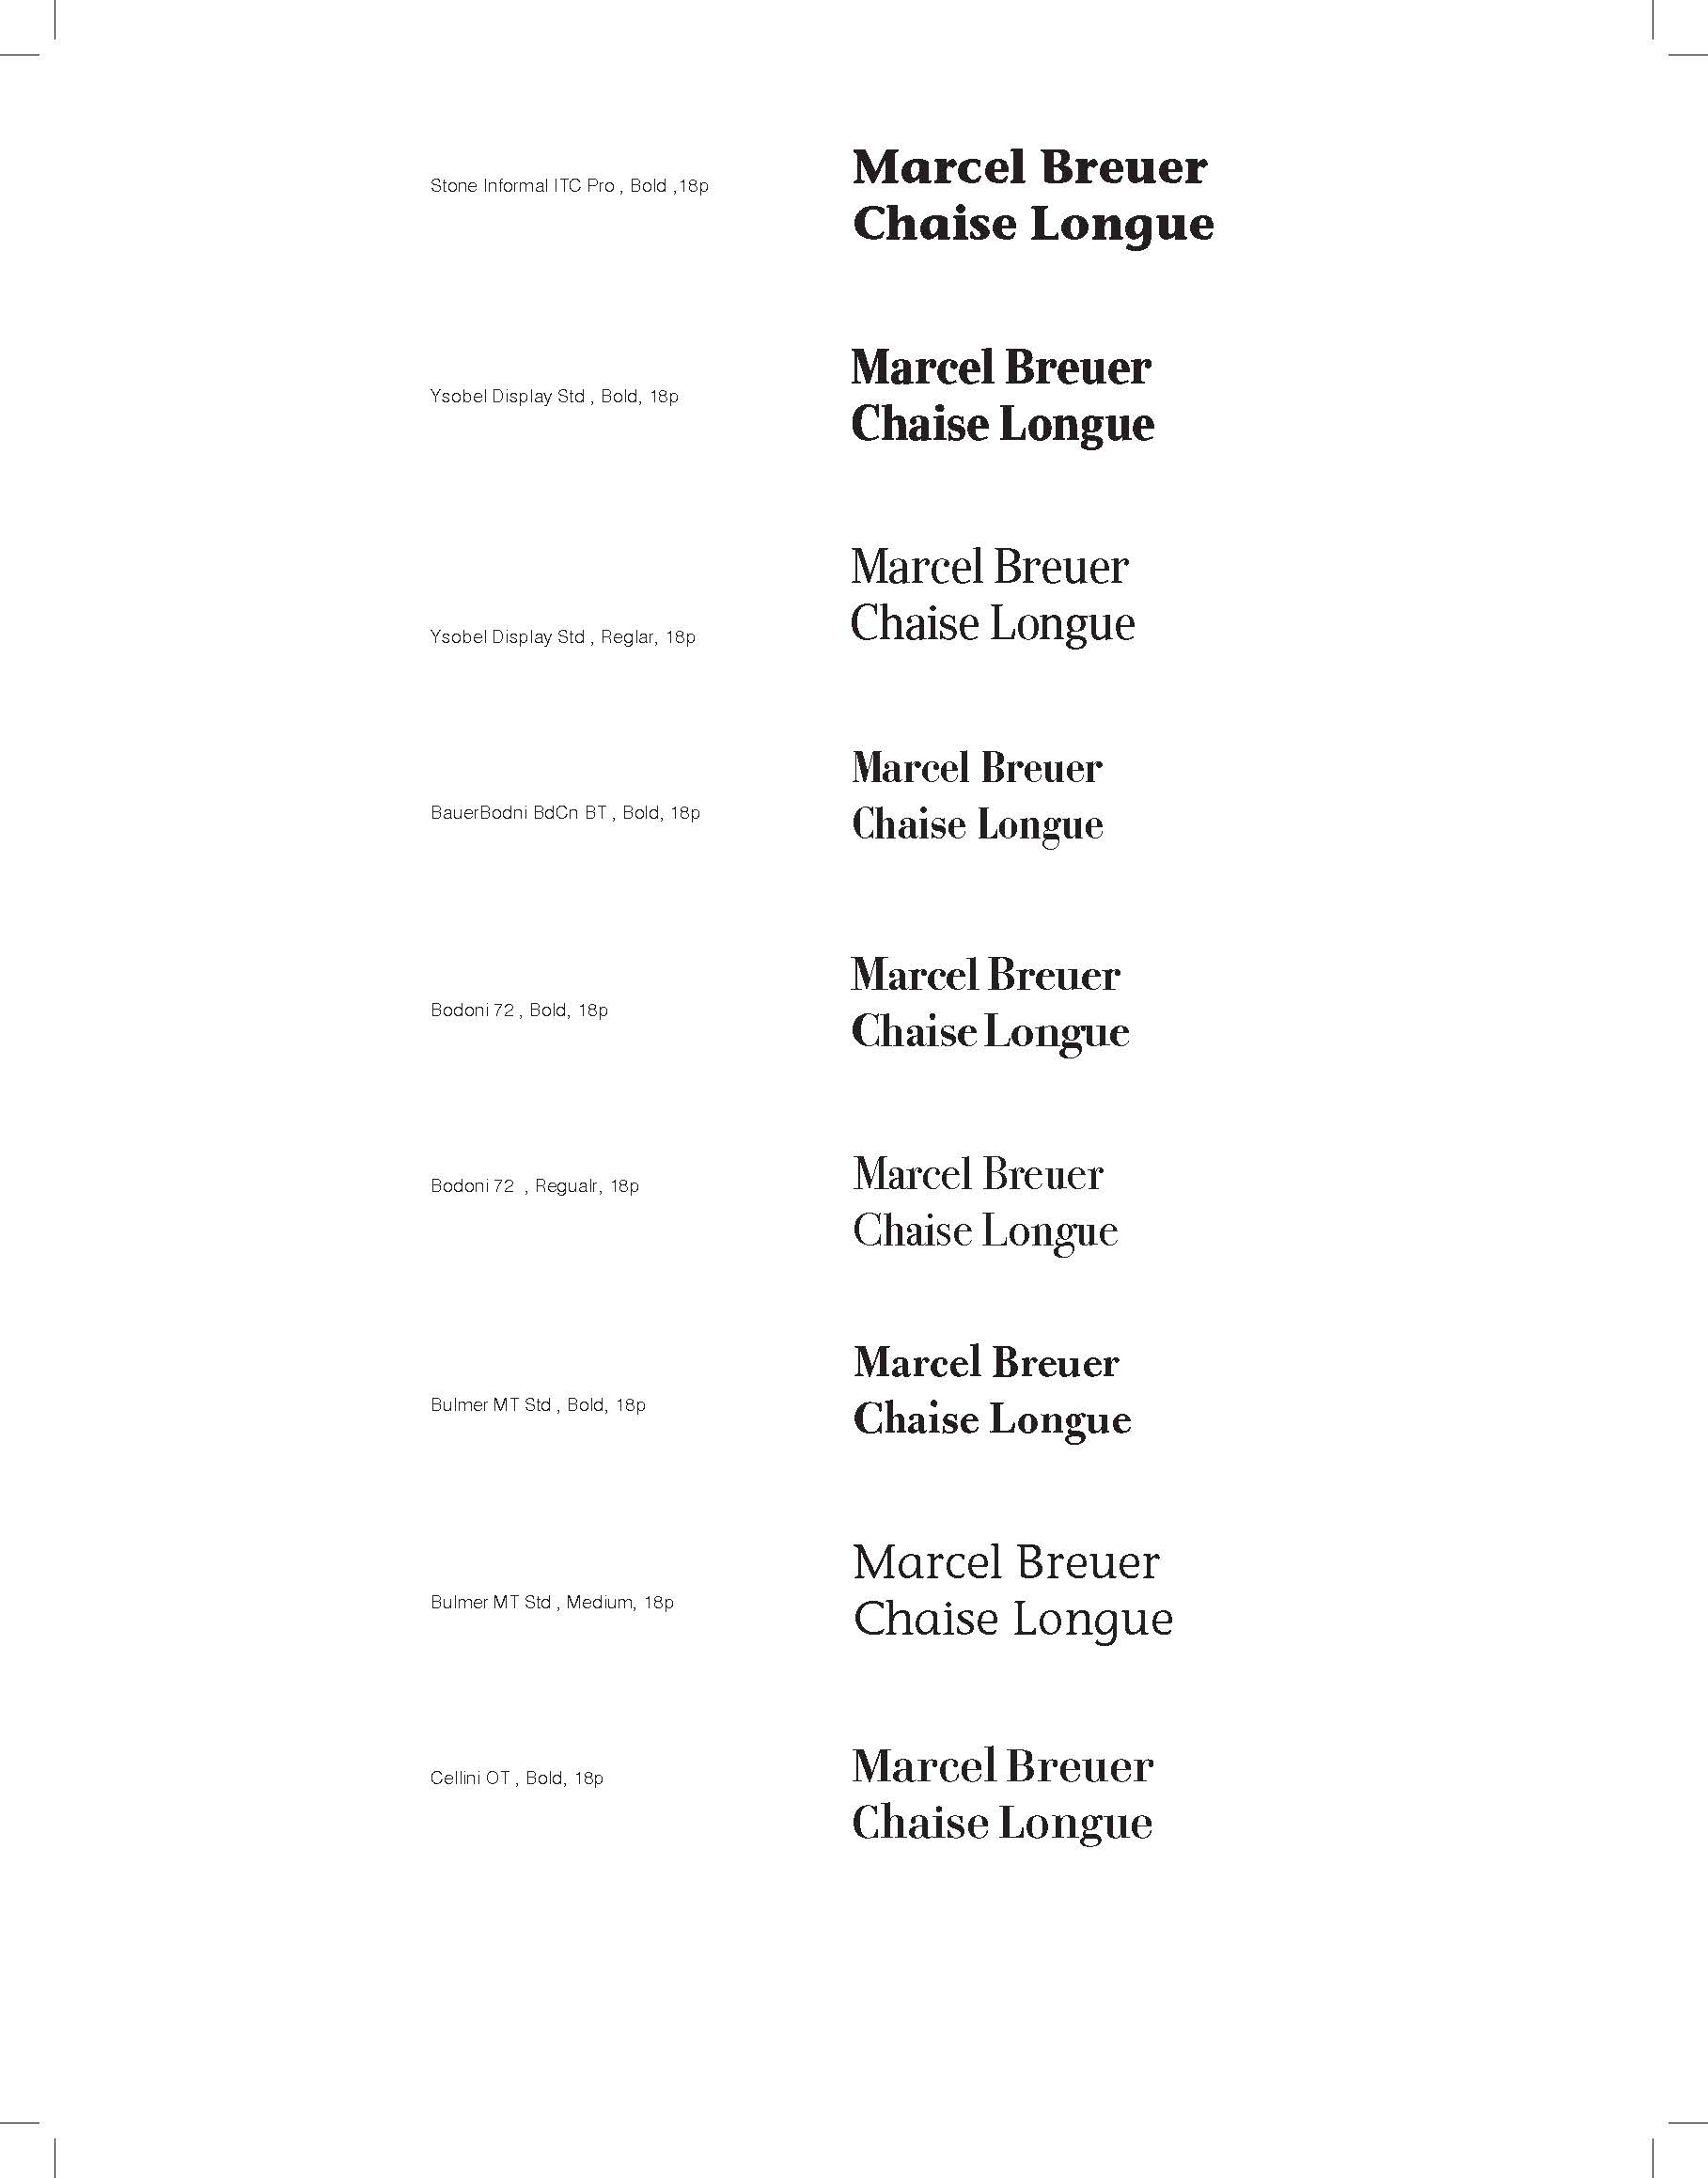 Marcel Breuer
Stone Informal ITC Pro , Bold ,18p
Chaise Longue
Marcel Breuer
Ysobel Display Std , Bold, 18p
Chaise Longue
Marcel Breuer
Chaise Longue
Ysobel Display Std , Reglar, 18p
Marcel Breuer
BauerBodni BdCn BT , Bold, 18p
Chaise Longue
Marcel Breuer
Bodoni 72 , Bold, 18p
Chaise Longue
Marcel Breuer
Bodoni 72  , Regualr, 18p
Chaise Longue
Marcel Breuer
Bulmer MT Std , Bold, 18p
Chaise Longue
Marcel Breuer
Bulmer MT Std , Medium, 18p
Chaise Longue
Marcel Breuer
Cellini OT , Bold, 18p
Chaise Longue